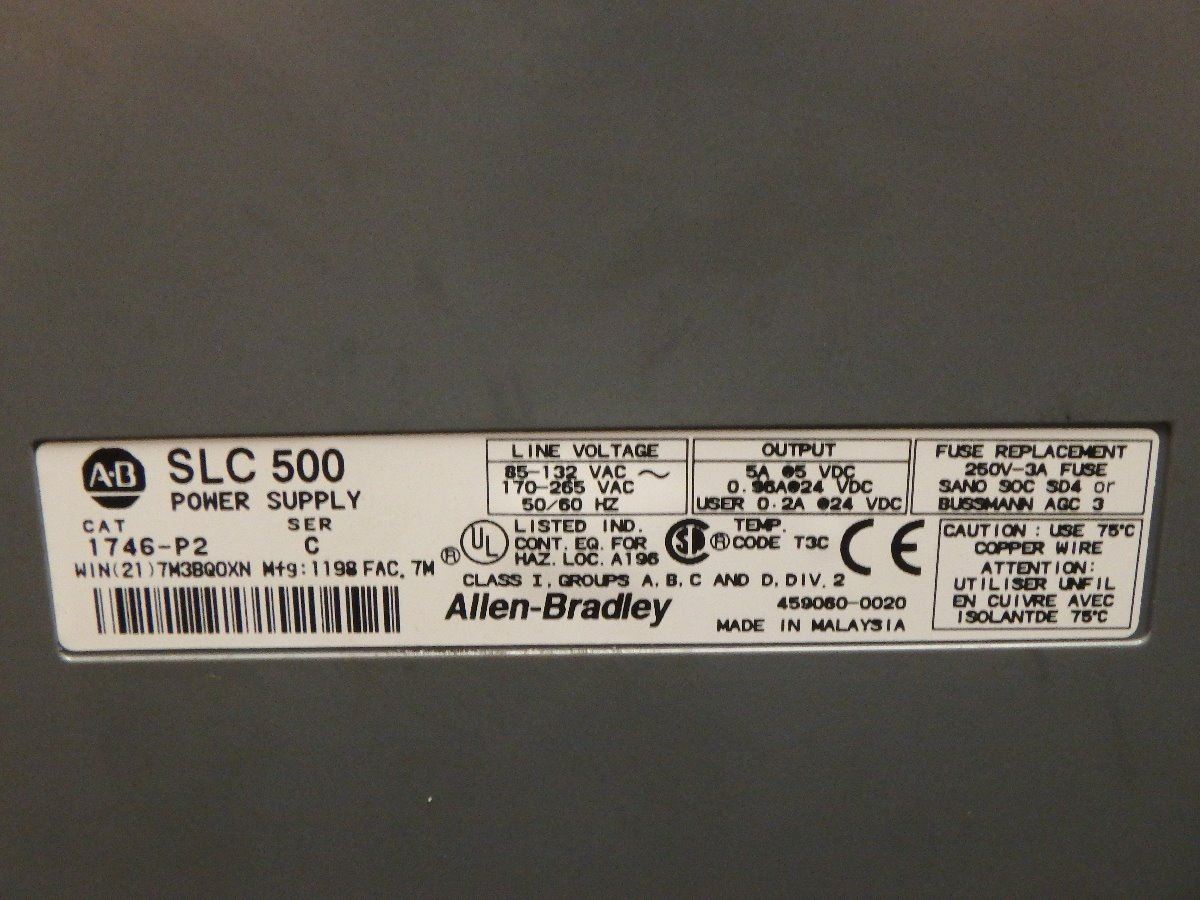 A-B
SLC 500
POWER SUPPLY
CAT SER
1746-P2 C
WIN(21)7M3BQ0XN Mfg:1198 FAC. 7M
LINE VOLTAGE
85-132 VAC ~
170-265 VAC
50/60 HZ
OUTPUT
5A @5 VDC
0.96A@24 VDC
USER 0.2A @24 VDC
FUSE REPLACEMENT
250V-3A FUSE
SANO SOC SD4 or
BUSSMANN AGC 3
® UL
LISTED IND.
CONT. EQ. FOR
HAZ. LOC. A196
SA ®
TEMP.
CODE T3C
CE
CLASS I, GROUPS A, B, C AND D, DIV. 2
Allen-Bradley
459060-0020
MADE IN MALAYSIA
CAUTION : USE 75°C
COPPER WIRE
ATTENTION:
UTILISER UNFIL
EN CUIVRE AVEC
ISOLANTDE 75°C